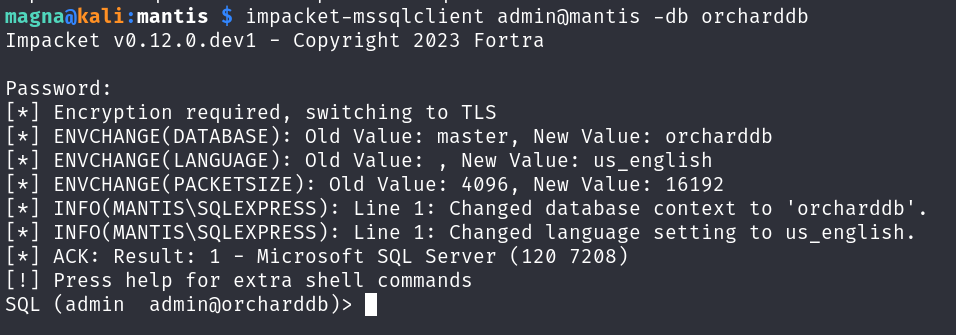 magna@kali:mantis $ impacket-mssqlclient admin@mantis -db orcharddb
Impacket v0.12.0.dev1 - Copyright 2023 Fortra
Password:
[*] Encryption required, switching to TLS
[*] ENVCHANGE(DATABASE): Old Value: master, New Value: orcharddb
[*] ENVCHANGE(LANGUAGE): Old Value: , New Value: us_english
[*] ENVCHANGE(PACKETSIZE): Old Value: 4096, New Value: 16192
[*] INFO(MANTIS\SQLEXPRESS): Line 1: Changed database context to 'orcharddb'.
[*] INFO(MANTIS\SQLEXPRESS): Line 1: Changed language setting to us_english.
[*] ACK: Result: 1 - Microsoft SQL Server (120 7208)
[!] Press help for extra shell commands
SQL (admin  admin@orcharddb)>